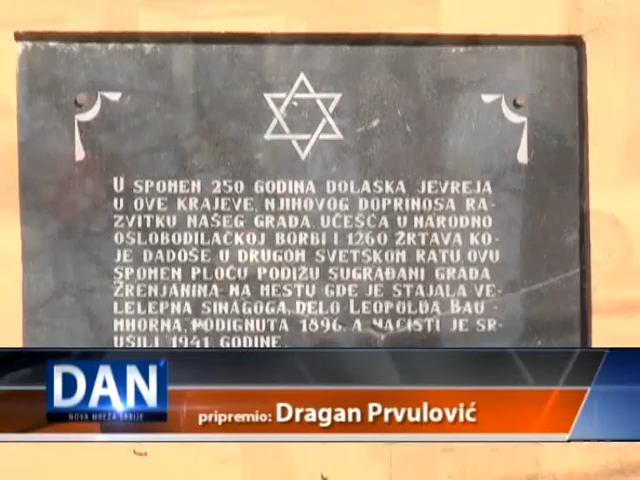 U SPOMEN 250 GODINA DOLASKA JEVREJA
U OVE KRAJEVE, NJIHOVOG DOPRINOSA RA-
ZVITKU NAŠEG GRADA, UČEŠĆA U NARODNO
OSLOBODILAČKOJ BORBI I 1260 ŽRTAVA KO-
JE DADOŠE U DRUGOM SVETSKOM RATU OVU
SPOMEN PLOČU PODIŽU SUGRAĐANI GRADA
ZRENJANINA NA MESTU GDE JE STAJALA VE-
LELEPNA SINAGOGA, DELO LEOPOLDA BAU-
MHORNA, PODIGNUTA 1896. A NACISTI JE SR-
UŠILI 1941. GODINE.
DAN
NOVA MREŽA SRBIJE
pripremio: Dragan Prvulović